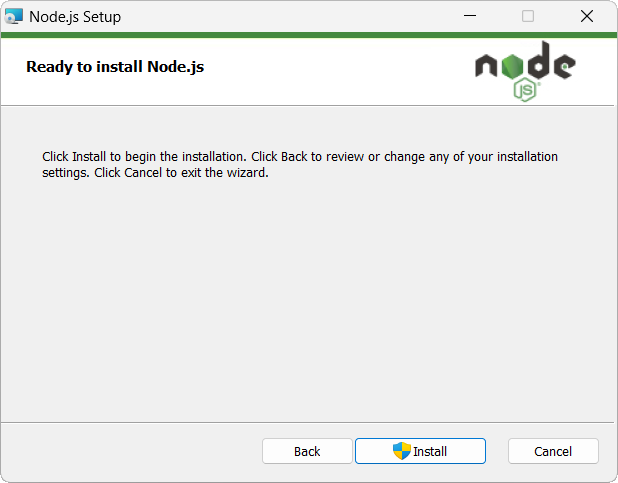 Node.js Setup
Ready to install Node.js
node
JS
Click Install to begin the installation. Click Back to review or change any of your installation
settings. Click Cancel to exit the wizard.
Back
Install
Cancel